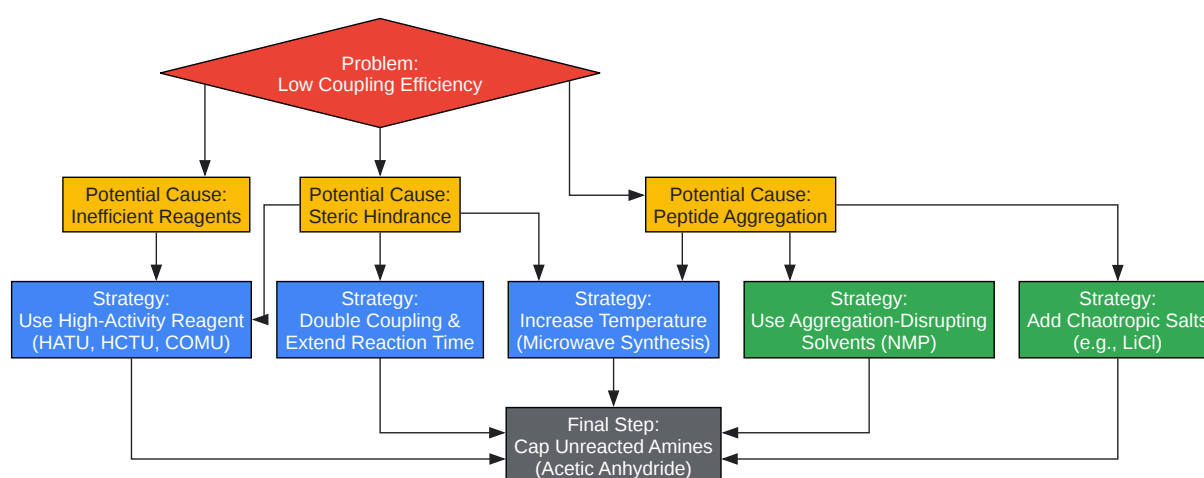 Problem:
Low Coupling Efficiency
Potential Cause:
Inefficient Reagents
Potential Cause:
Steric Hindrance
Potential Cause:
Peptide Aggregation
Strategy:
Use High-Activity Reagent
(HATU, HCTU, COMU)
Strategy:
Double Coupling &
Extend Reaction Time
Strategy:
Increase Temperature
(Microwave Synthesis)
Strategy:
Use Aggregation-Disrupting
Solvents (NMP)
Strategy:
Add Chaotropic Salts
(e.g., LiCl)
Final Step:
Cap Unreacted Amines
(Acetic Anhydride)